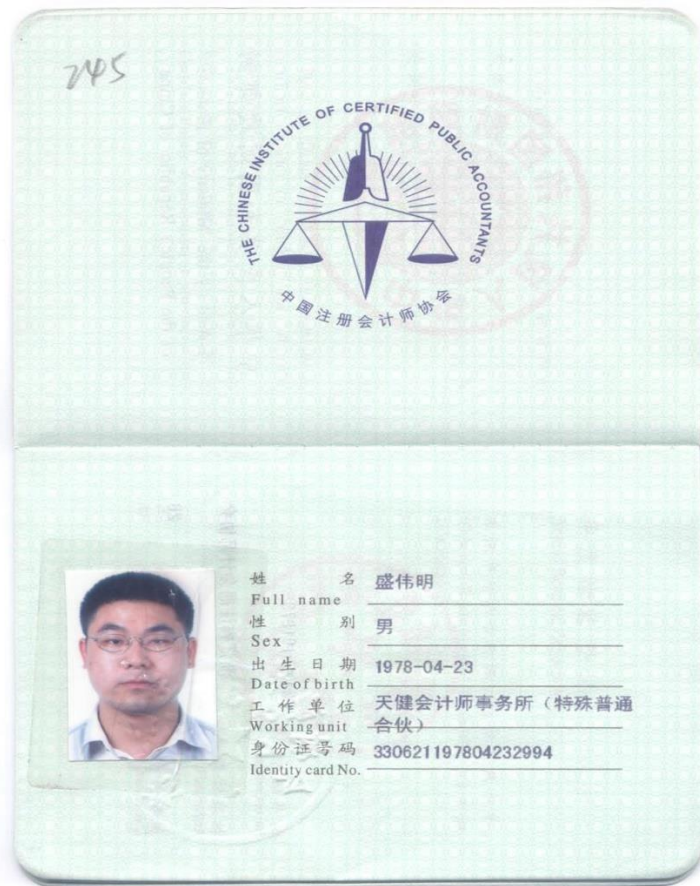 245
THE CHINESE INSTITUTE OF CERTIFIED PUBLIC ACCOUNTANTS
中国注册会计师协会
姓 名 盛伟明
Full name
性 别 男
Sex
出生日期 1978-04-23
Date of birth
工作单位 天健会计师事务所（特殊普通
Working unit 合伙）
身份证号码 330621197804232994
Identity card No.